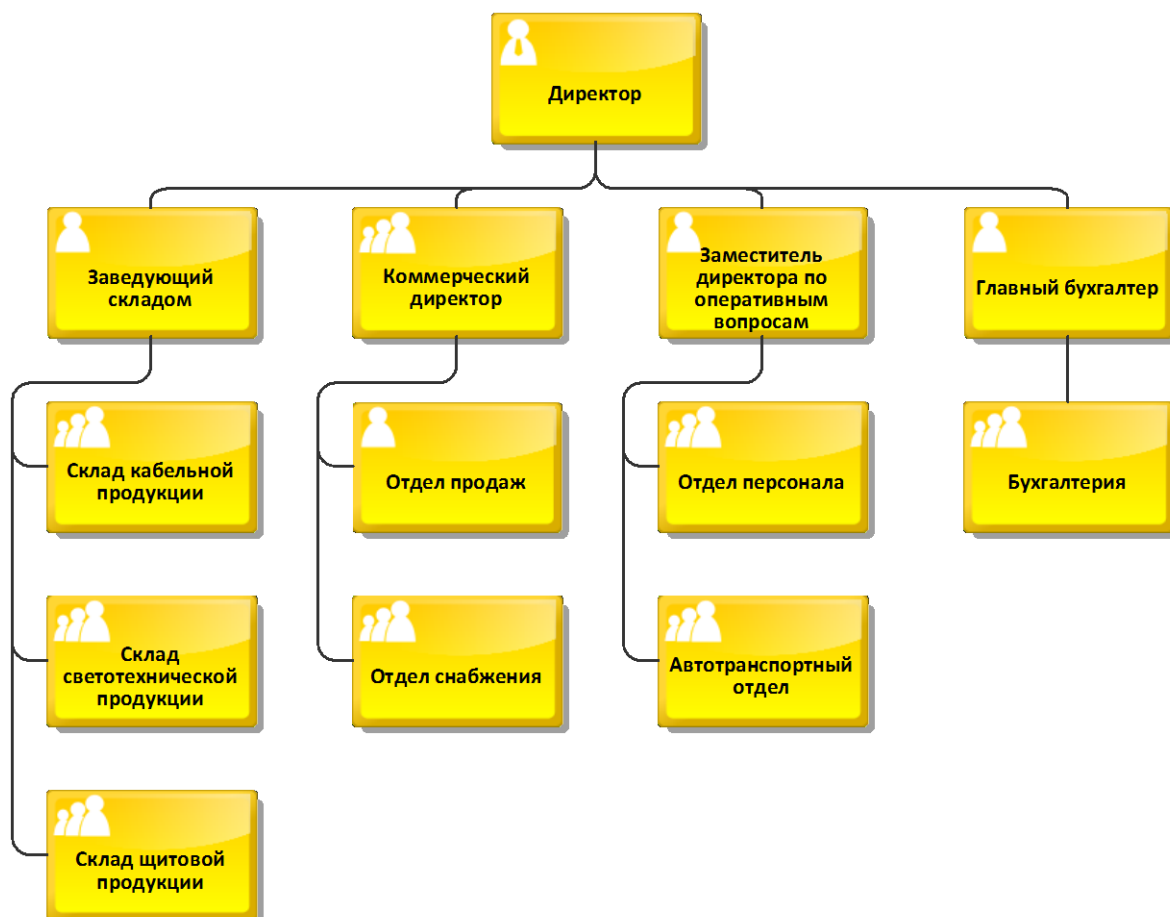 Директор
Заведующий
складом
Коммерческий
директор
Заместитель
директора по
оперативным
вопросам
Главный бухгалтер
Склад кабельной
продукции
Отдел продаж
Отдел персонала
Бухгалтерия
Склад
светотехнической
продукции
Отдел снабжения
Автотранспортный
отдел
Склад щитовой
продукции